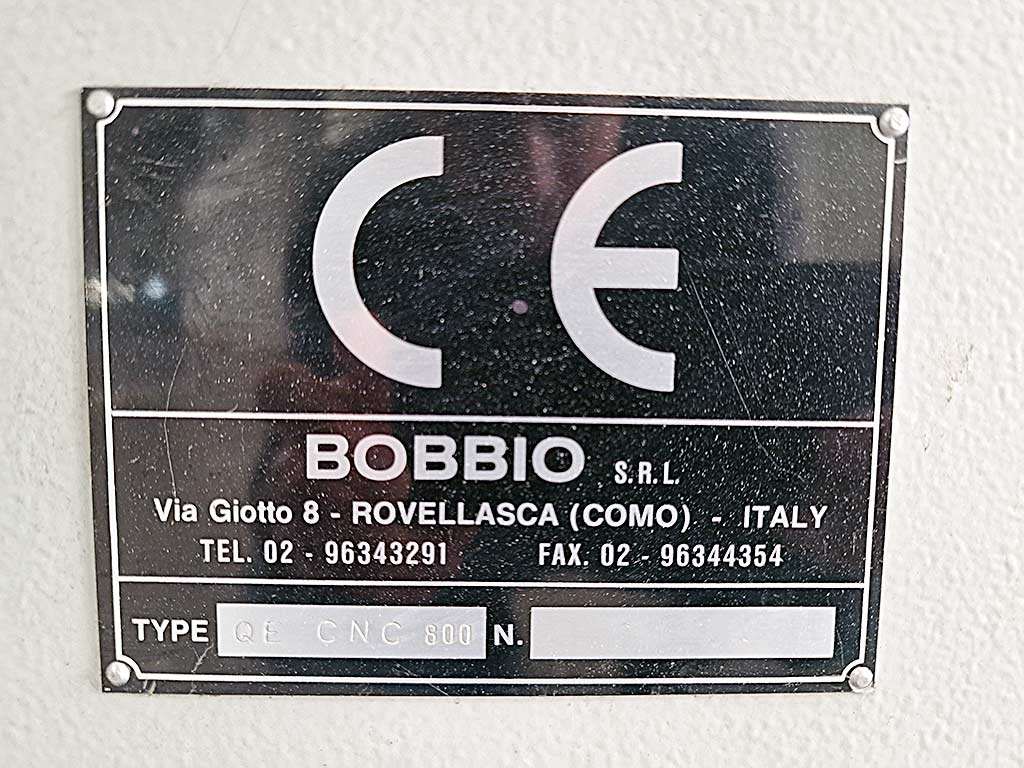 CE
BOBBIO S.R.L.
Via Giotto 8 - ROVELLASCA (COMO) - ITALY
TEL. 02 - 96343291 FAX. 02 - 96344354
TYPE QE CNC 800 N.